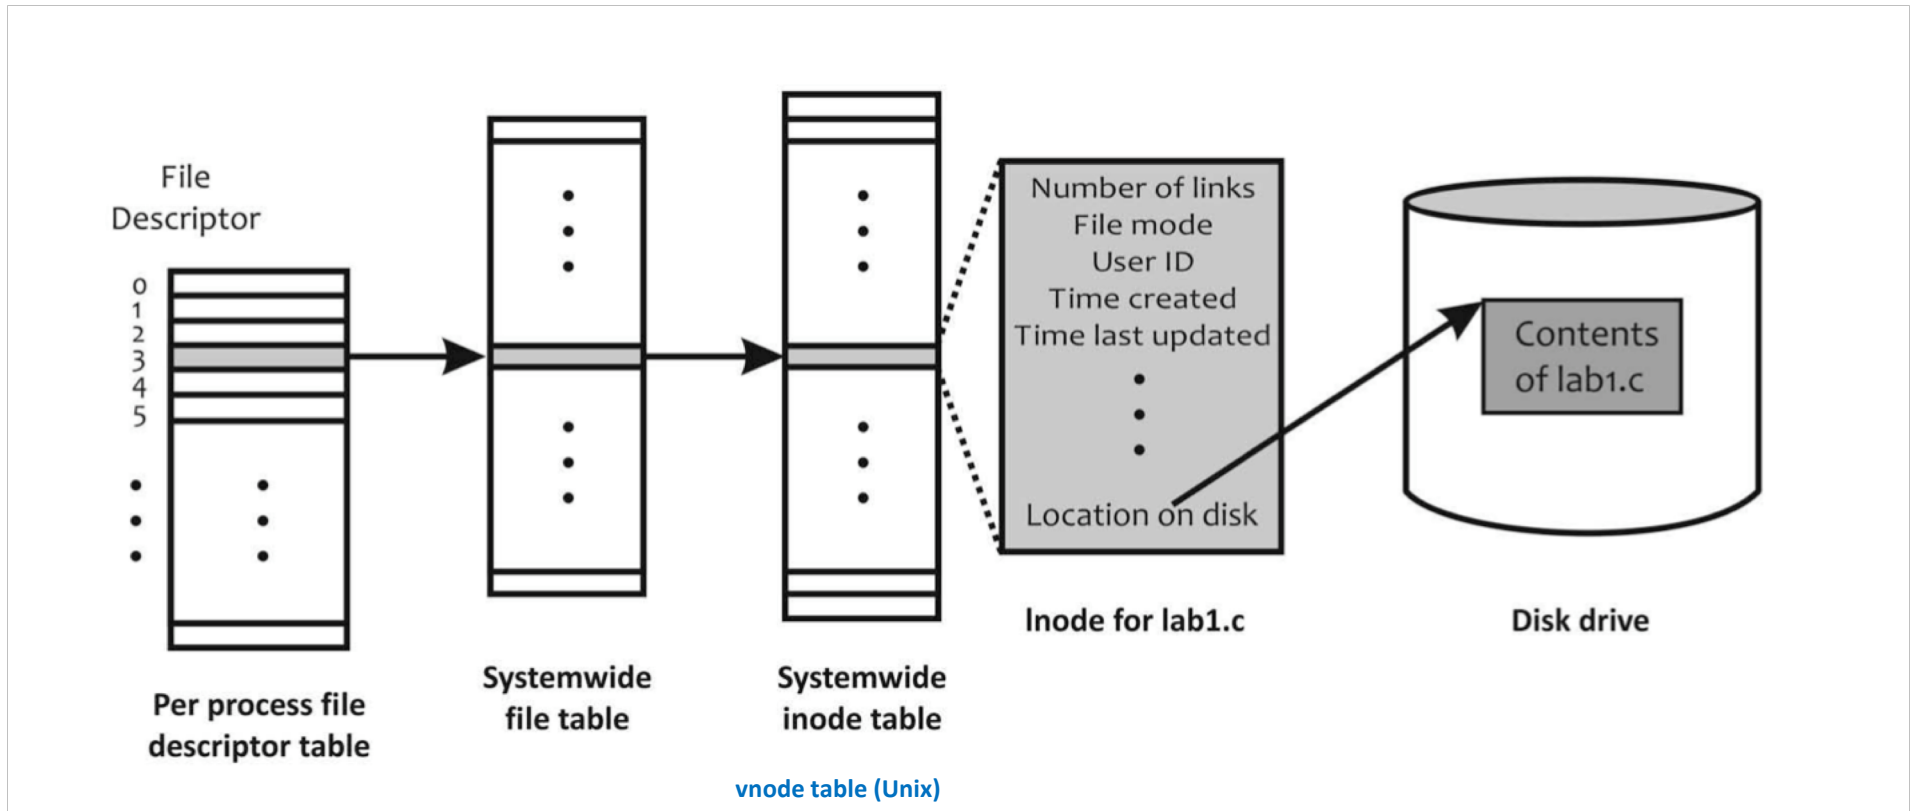 File
Descriptor
0
1
2
3
4
5
Per process file
descriptor table
Systemwide
file table
Systemwide
inode table
vnode table (Unix)
Number of links
File mode
User ID
Time created
Time last updated
Location on disk
Inode for lab1.c
Contents
of lab1.c
Disk drive